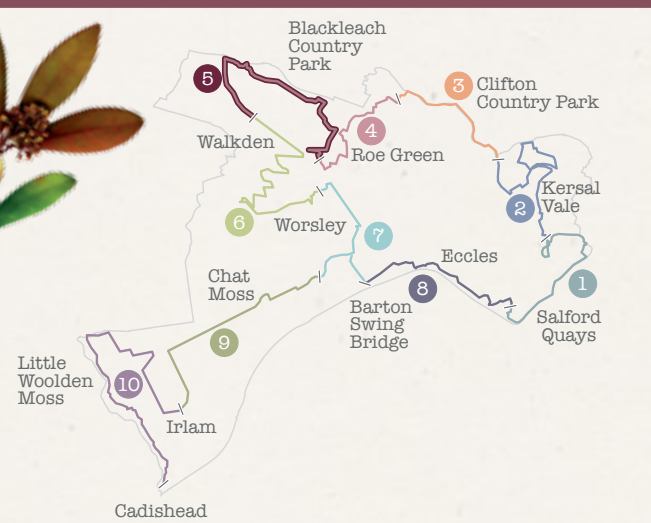 Blackleach
Country
Park
5
3
Clifton
Country Park
Walkden
4
Roe Green
Kersal
Vale
2
6
Worsley
7
Eccles
Chat
Moss
8
1
Barton
Swing
Bridge
Salford
Quays
9
Little
Woolden
Moss
10
Irlam
Cadishead